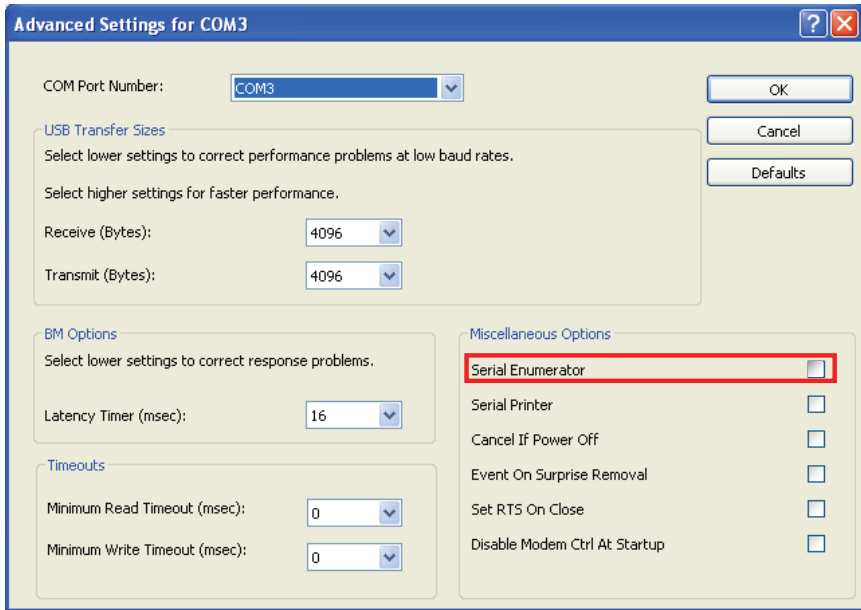 Advanced Settings for COM3
COM Port Number:
COM3
OK
Cancel
Defaults
USB Transfer Sizes
Select lower settings to correct performance problems at low baud rates.
Select higher settings for faster performance.
Receive (Bytes):
4096
Transmit (Bytes):
4096
BM Options
Select lower settings to correct response problems.
Latency Timer (msec):
16
Timeouts
Minimum Read Timeout (msec):
0
Minimum Write Timeout (msec):
0
Miscellaneous Options
Serial Enumerator
Serial Printer
Cancel If Power Off
Event On Surprise Removal
Set RTS On Close
Disable Modem Ctrl At Startup